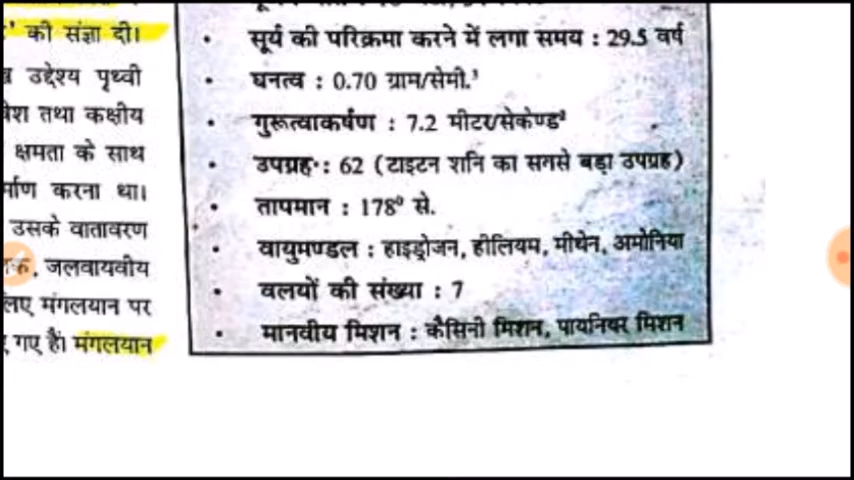 ' की संज्ञा दी।
उद्देश्य पृथ्वी
तथा कक्षीय
क्षमता के साथ
करना था।
उसके वातावरण
जलवायवीय
मंगलयान पर
गए हैं। मंगलयान
• सूर्य की परिक्रमा करने में लगा समय : 29.5 वर्ष
• घनत्व : 0.70 ग्राम/सेमी.³
• गुरूत्वाकर्षण : 7.2 मीटर/सेकेण्ड²
• उपग्रह : 62 (टाइटन शनि का सगसे बड़ा उपग्रह)
• तापमान : 178⁰ से.
• वायुमण्डल : हाइड्रोजन, हीलियम, मीथेन, अमोनिया
• वलयों की संख्या : 7
• मानवीय मिशन : कैसिनी मिशन, पायनियर मिशन